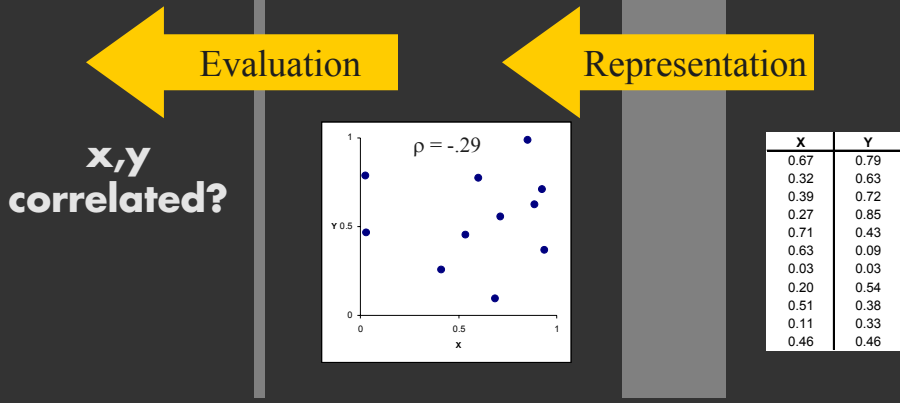 Evaluation
Representation
x,y
correlated?
ρ = -.29
1
Y 0.5
0
0 0.5 1
X
X Y
0.67 0.79
0.32 0.63
0.39 0.72
0.27 0.85
0.71 0.43
0.63 0.09
0.03 0.03
0.20 0.54
0.51 0.38
0.11 0.33
0.46 0.46